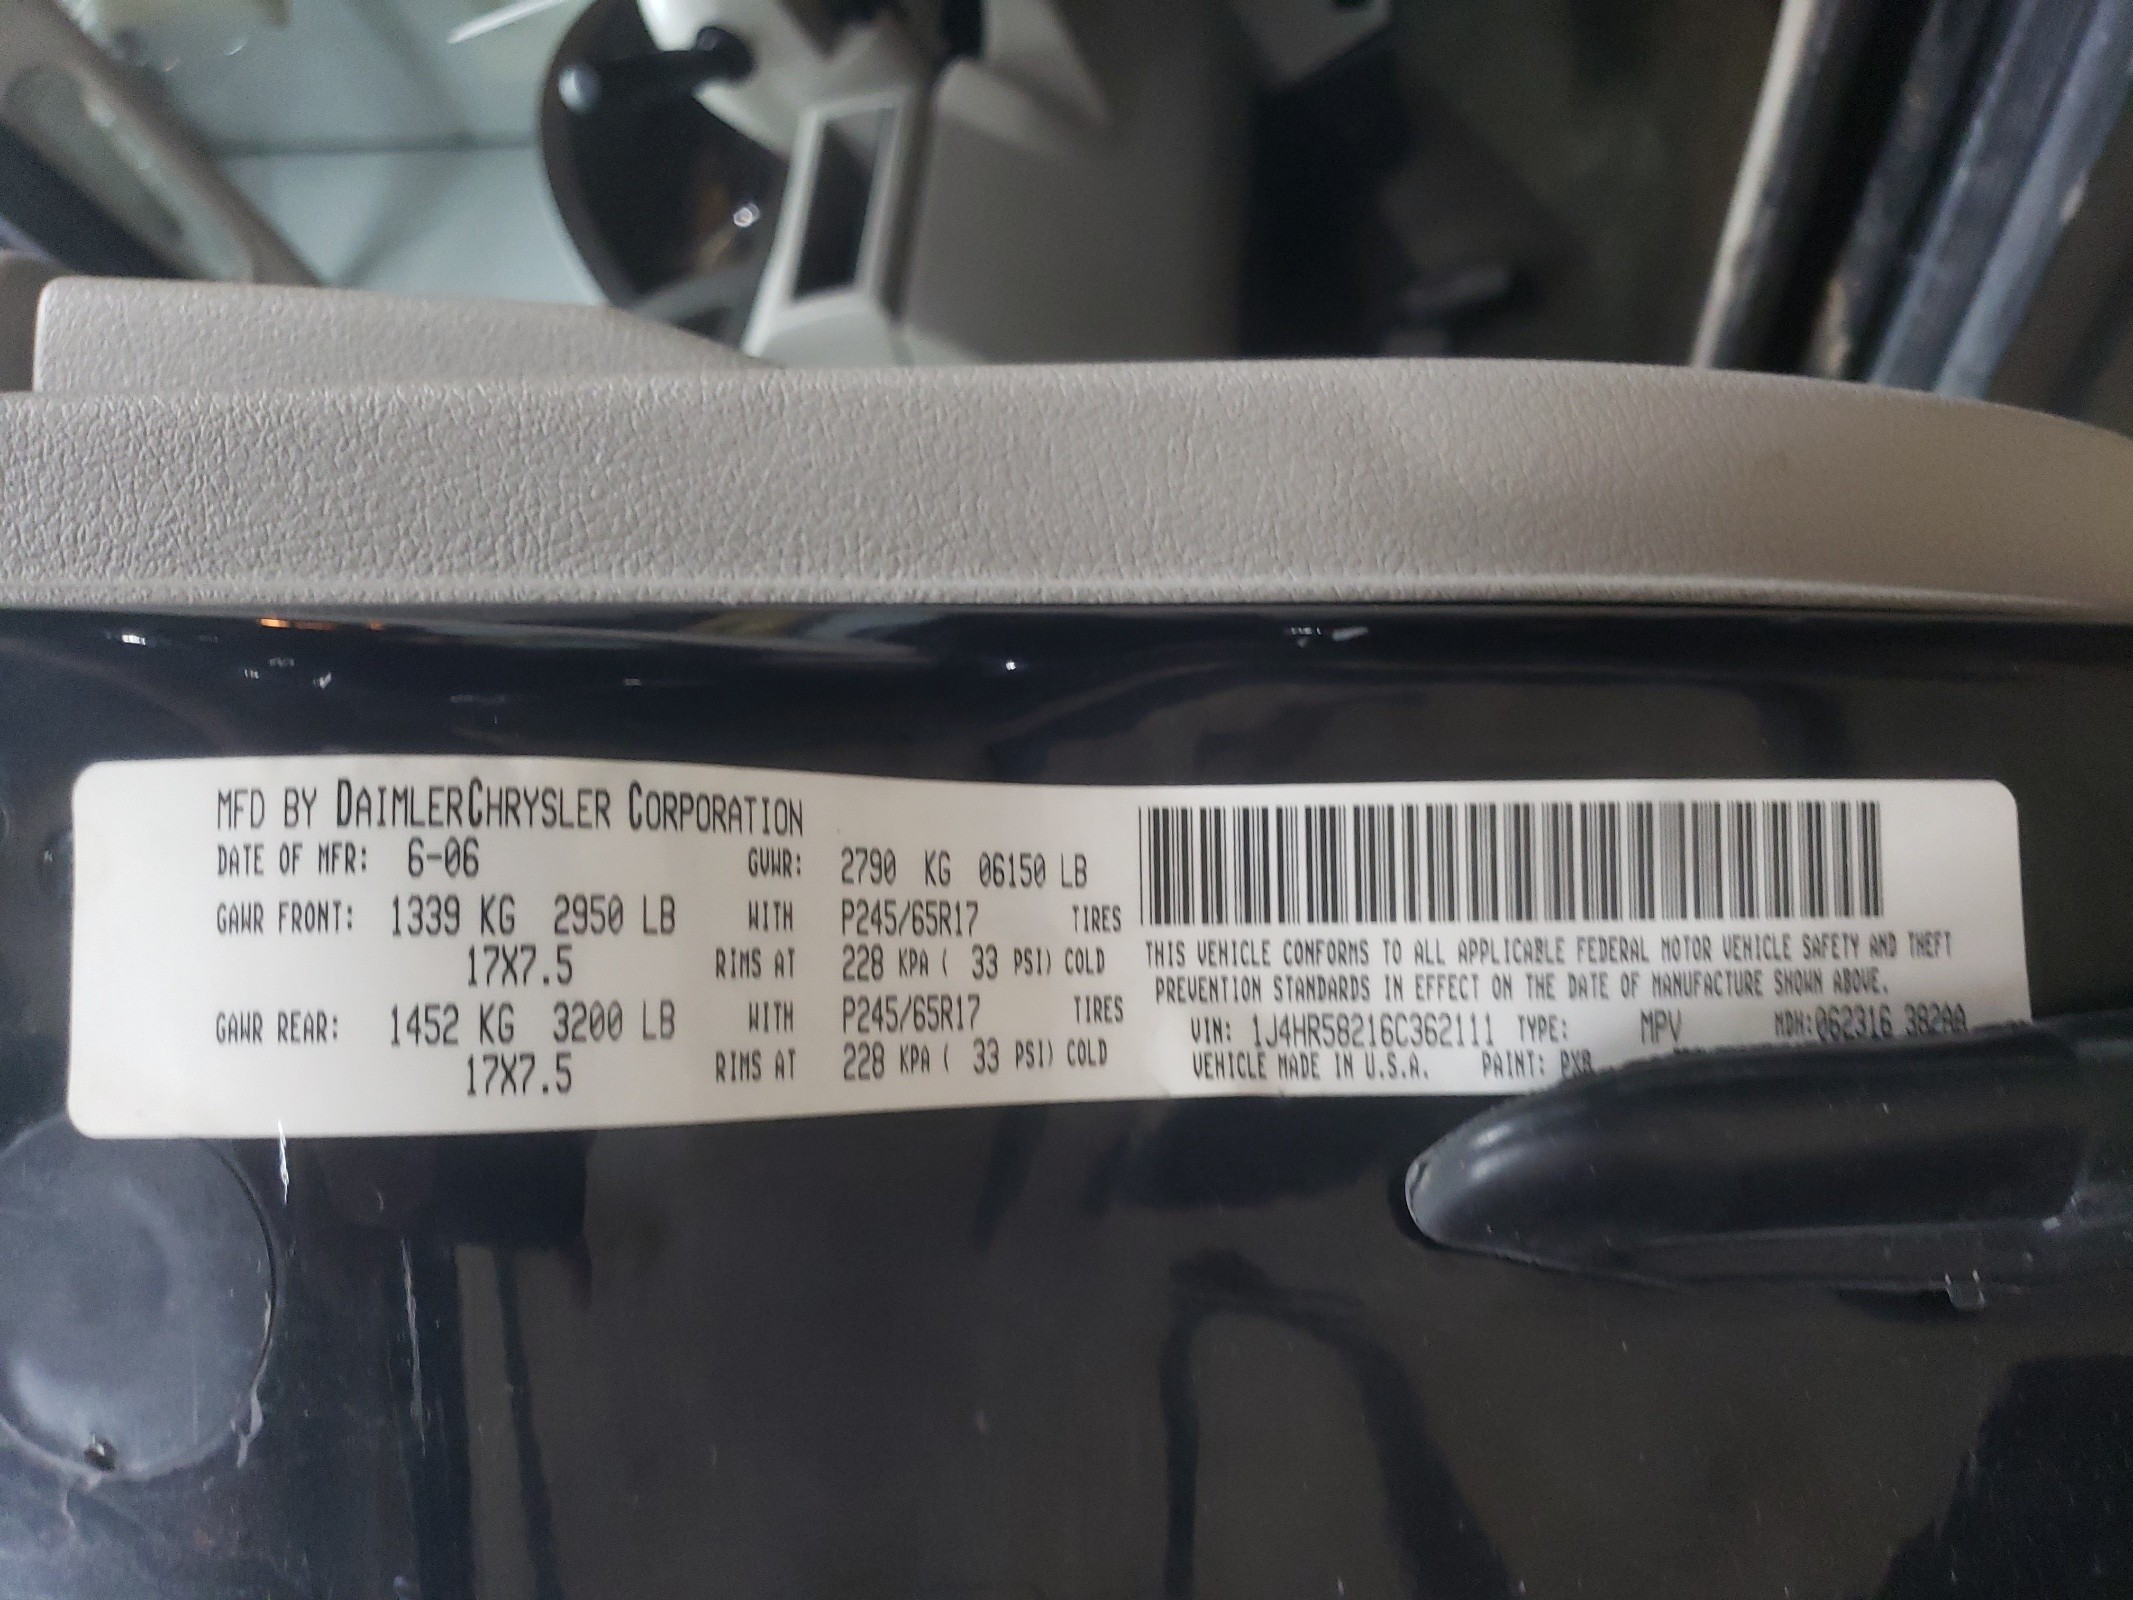 MFD BY DAIMLERCHRYSLER CORPORATION
DATE OF MFR: 6-06 GVWR: 2790 KG 06150 LB
GAWR FRONT: 1339 KG 2950 LB WITH P245/65R17 TIRES
17X7.5 RIMS AT 228 KPA ( 33 PSI) COLD
GAWR REAR: 1452 KG 3200 LB WITH P245/65R17 TIRES
17X7.5 RIMS AT 228 KPA ( 33 PSI) COLD
THIS VEHICLE CONFORMS TO ALL APPLICABLE FEDERAL MOTOR VEHICLE SAFETY AND THEFT
PREVENTION STANDARDS IN EFFECT ON THE DATE OF MANUFACTURE SHOWN ABOVE.
VIN: 1J4HR58216C362111 TYPE: MPV MDH:062316 382AA
VEHICLE MADE IN U.S.A. PAINT: PX8